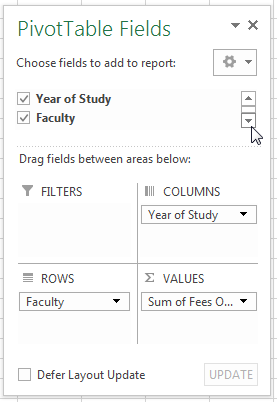 PivotTable Fields
Choose fields to add to report:
Year of Study
Faculty
Drag fields between areas below:
FILTERS
COLUMNS
Year of Study
ROWS
Σ VALUES
Faculty
Sum of Fees O...
Defer Layout Update
UPDATE